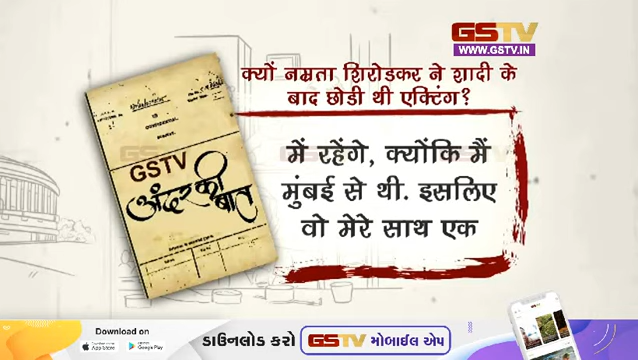 GSTV
WWW.GSTV.IN
क्यों नम्रता शिरोडकर ने शादी के
बाद छोडी थी एक्टिंग?
GSTV
अंदर की
बात
में रहेंगे, क्योंकि मैं
मुंबई से थी. इसलिए
वो मेरे साथ एक
Download on
App Store
Google Play
ડાઉનલોડ કરો GSTV મોબાઈલ એપ